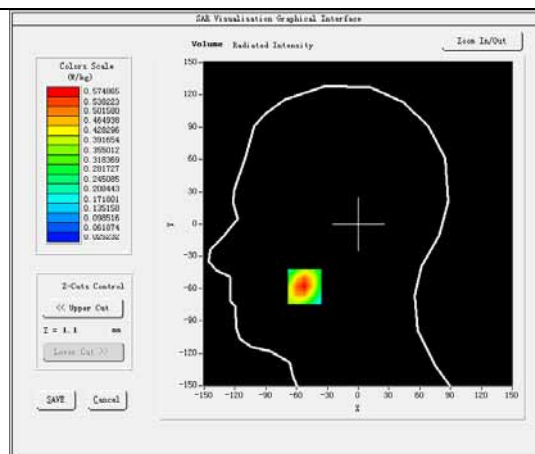 SAR Visualisation Graphical Interface
Volume Radiated Intensity
Zoom In/Out
Colors Scale
(W/kg)
0.574865
0.538223
0.501580
0.464938
0.428296
0.391654
0.355012
0.318369
0.281727
0.245085
0.208443
0.171801
0.135158
0.098516
0.061874
0.025232
Z-Cuts Control
<< Upper Cut
Z = 1.1 mm
Lower Cut >>
SAVE
Cancel
150
120
90
60
30
0
-30
-60
-90
-120
-150
Y
-150 -120 -90 -60 -30 0 30 60 90 120 150
X